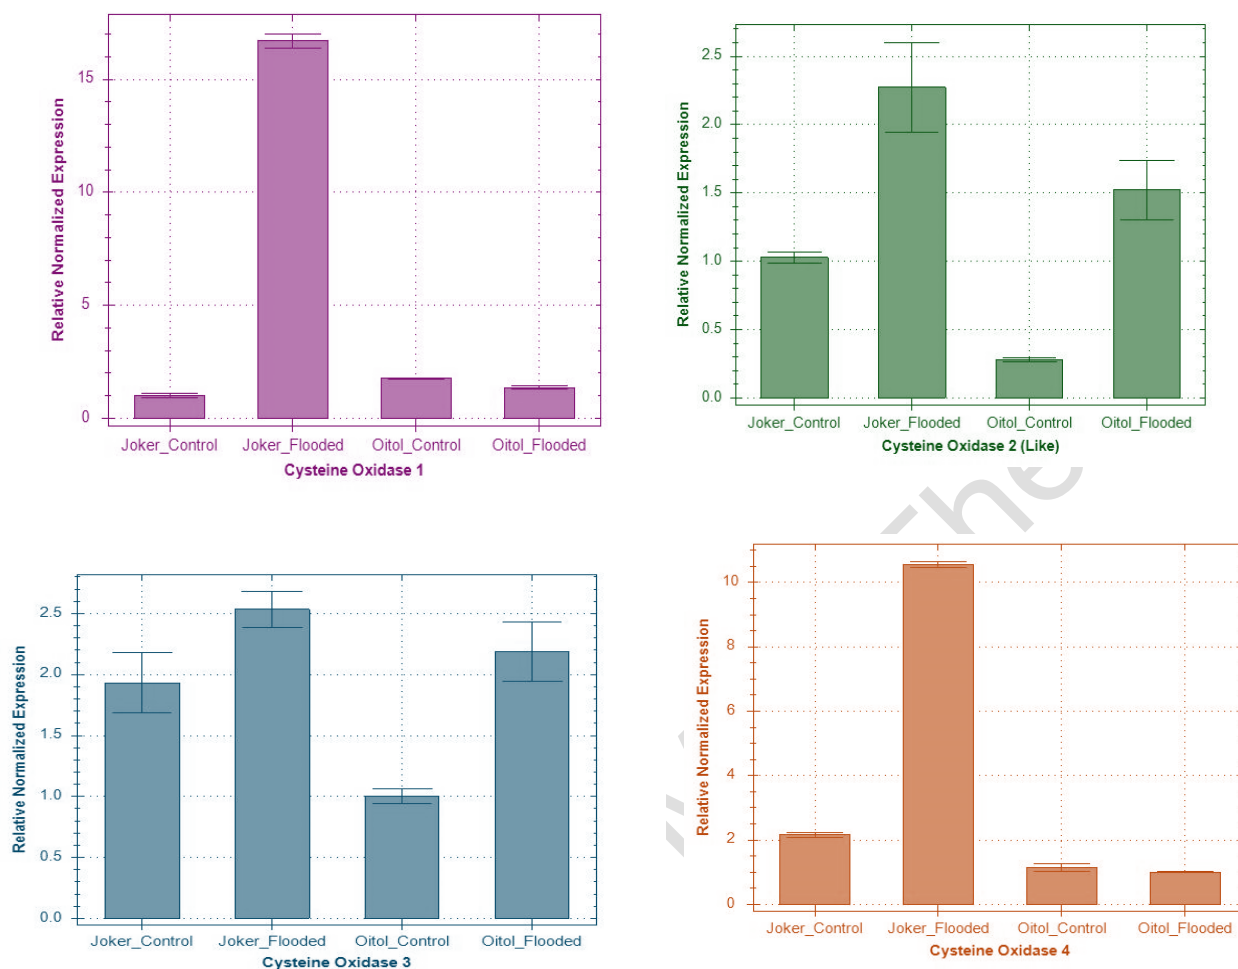 Relative Normalized Expression
15
10
5
0
Joker_Control Joker_Flooded Oitol_Control Oitol_Flooded
Cysteine Oxidase 1
Relative Normalized Expression
2.5
2.0
1.5
1.0
0.5
0.0
Joker_Control Joker_Flooded Oitol_Control Oitol_Flooded
Cysteine Oxidase 2 (Like)
Relative Normalized Expression
2.5
2.0
1.5
1.0
0.5
0.0
Joker_Control Joker_Flooded Oitol_Control Oitol_Flooded
Cysteine Oxidase 3
Relative Normalized Expression
10
8
6
4
2
0
Joker_Control Joker_Flooded Oitol_Control Oitol_Flooded
Cysteine Oxidase 4
The